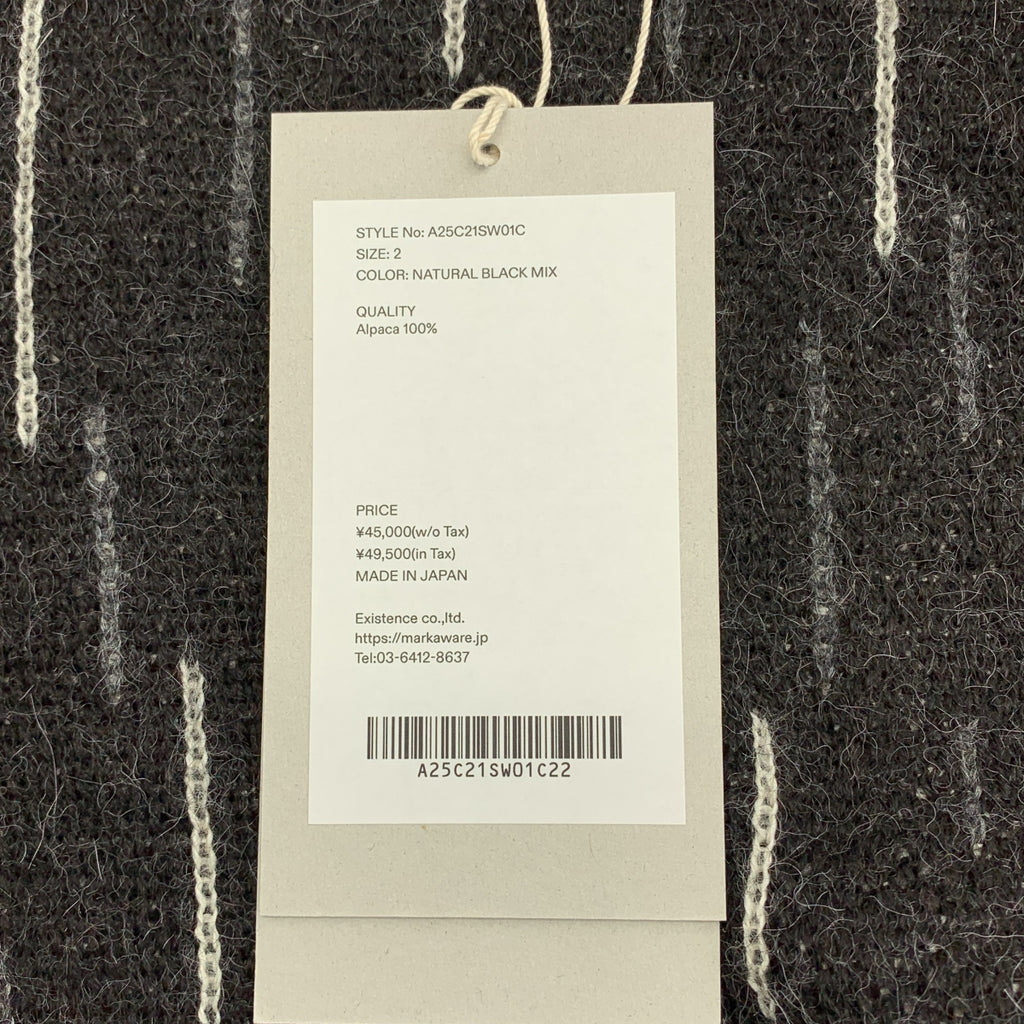 STYLE No: A25C21SW01C
SIZE: 2
COLOR: NATURAL BLACK MIX
QUALITY
Alpaca 100%
PRICE
¥45,000(w/o Tax)
¥49,500(in Tax)
MADE IN JAPAN
Existence co.,ltd.
https://markaware.jp
Tel:03-6412-8637
A25C21SW01C22